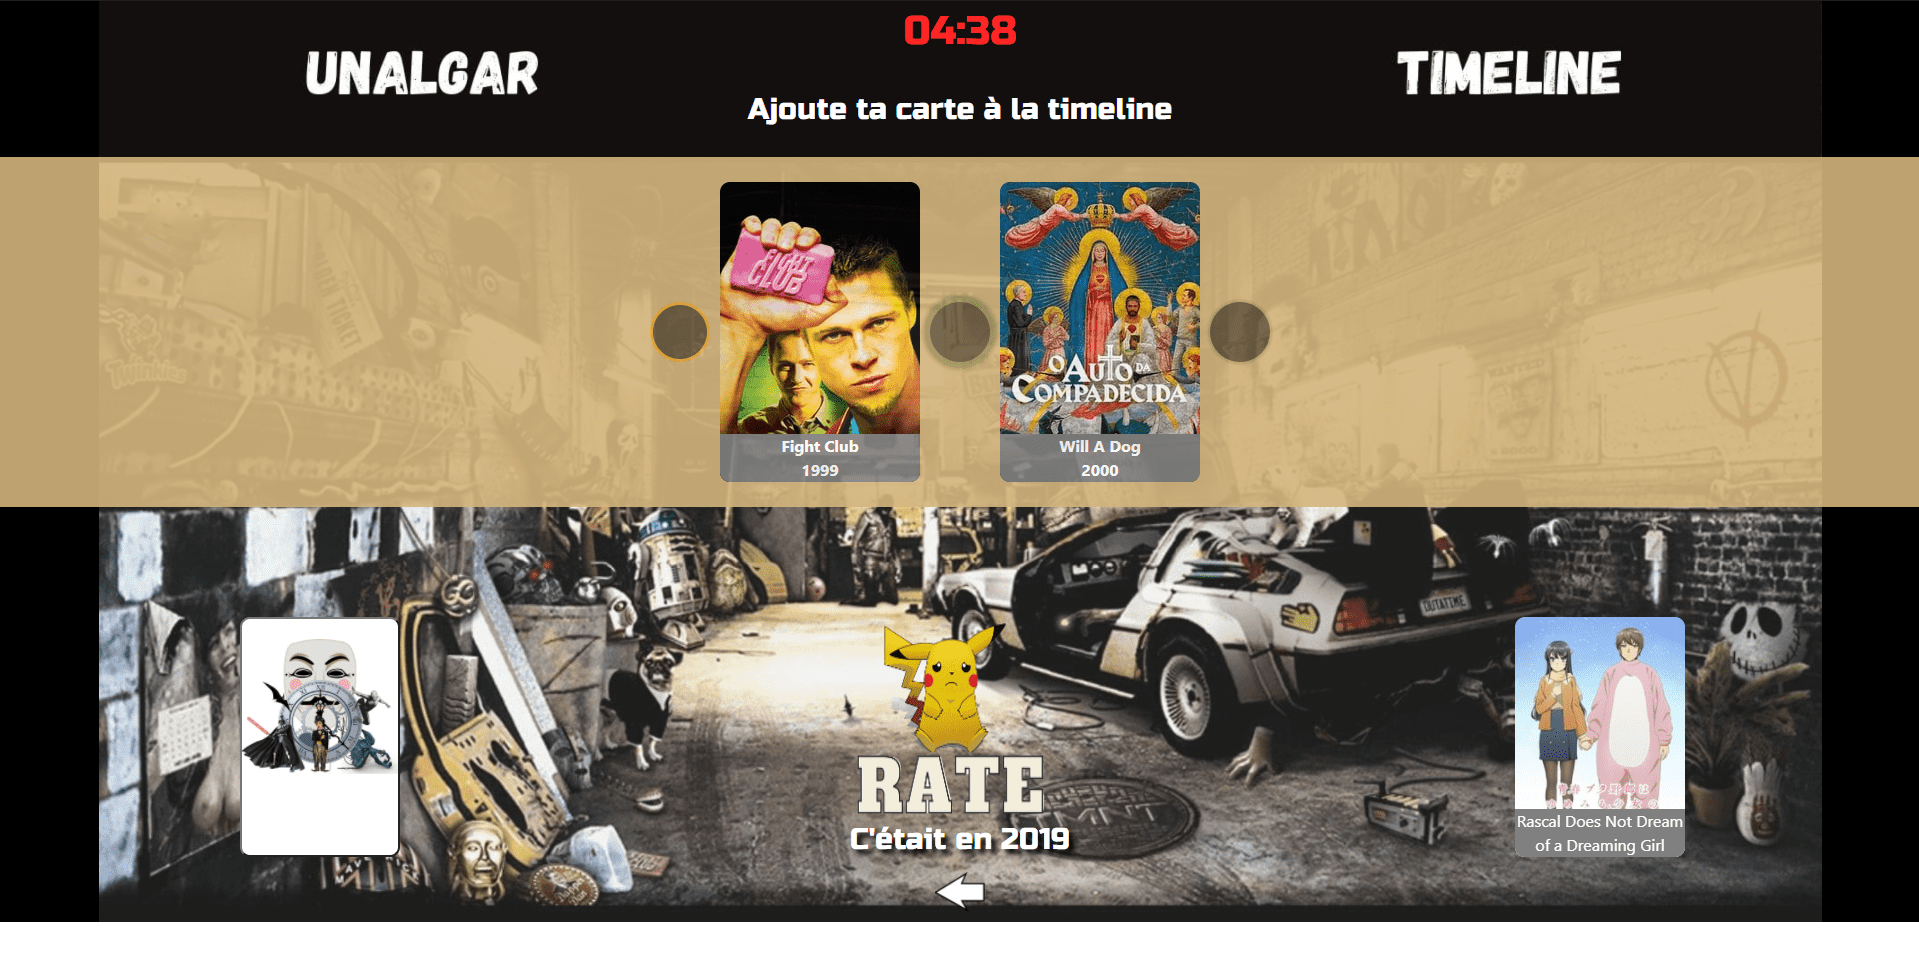 04:38
UNALGAR
TIMELINE
Ajoute ta carte à la timeline
FIGHT
CLUB
Fight Club
1999
O AUTO DA
COMPADECIDA
Will A Dog
2000
Twinkies
OUTATIME
RATE
C'était en 2019
Rascal Does Not Dream
of a Dreaming Girl